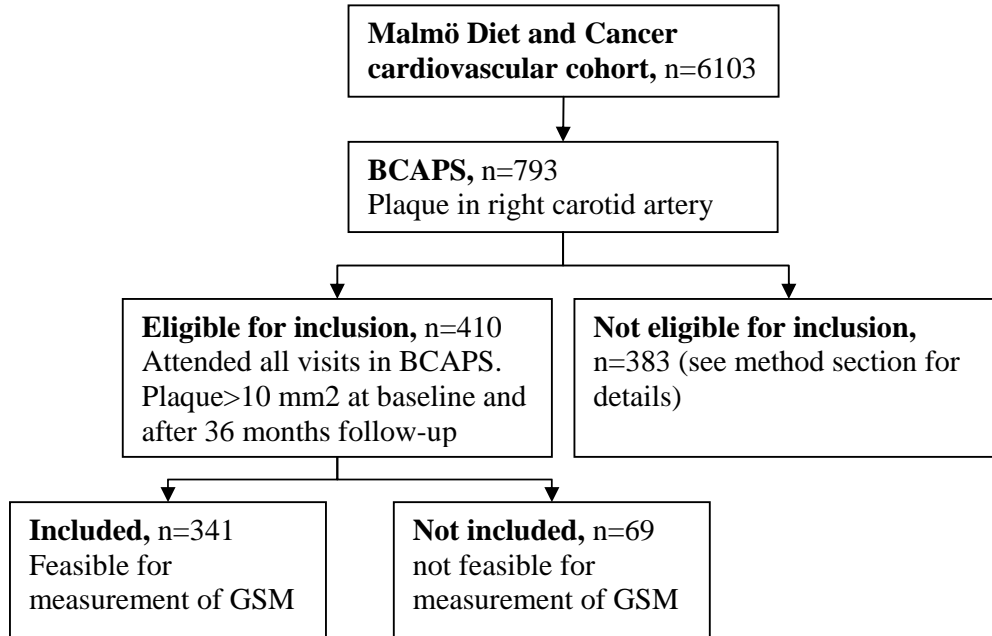 Malmö Diet and Cancer
cardiovascular cohort, n=6103
BCAPS, n=793
Plaque in right carotid artery
Eligible for inclusion, n=410
Attended all visits in BCAPS.
Plaque>10 mm2 at baseline and
after 36 months follow-up
Not eligible for inclusion,
n=383 (see method section for
details)
Included, n=341
Feasible for
measurement of GSM
Not included, n=69
not feasible for
measurement of GSM